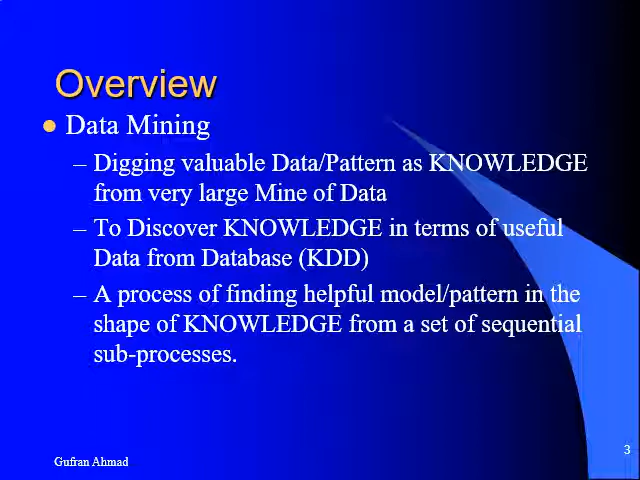 Overview
● Data Mining
– Digging valuable Data/Pattern as KNOWLEDGE
from very large Mine of Data
– To Discover KNOWLEDGE in terms of useful
Data from Database (KDD)
– A process of finding helpful model/pattern in the
shape of KNOWLEDGE from a set of sequential
sub-processes.
3
Gufran Ahmad